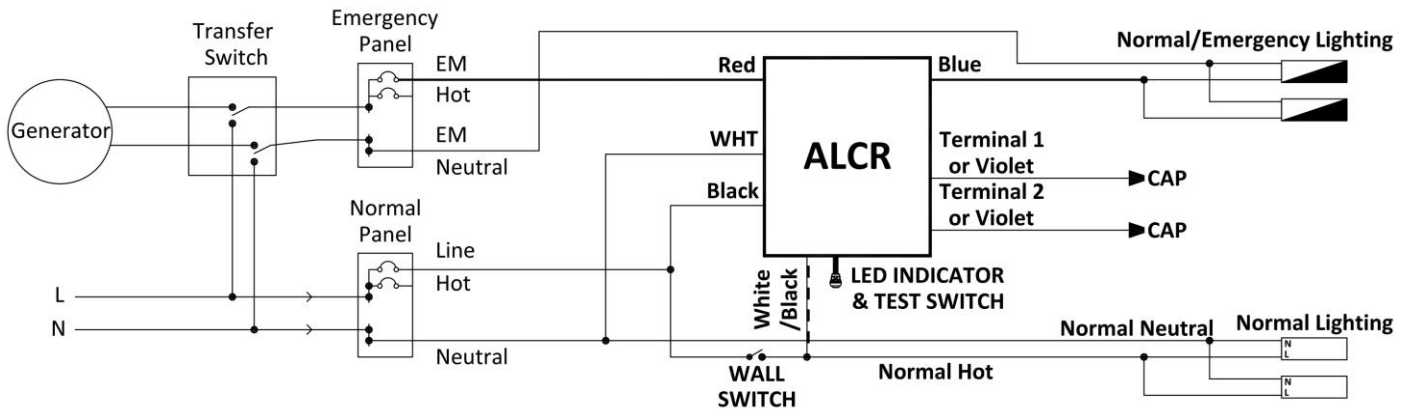 Transfer
Switch
Generator
Emergency
Panel
EM
Hot
EM
Neutral
Red
WHT
Black
ALCR
Blue
Normal/Emergency Lighting
Terminal 1
or Violet
CAP
Terminal 2
or Violet
CAP
LED INDICATOR
& TEST SWITCH
White
/Black
Normal
Panel
Line
Hot
Neutral
L
N
WALL
SWITCH
Normal Neutral
Normal Hot
Normal Lighting
N
L
N
L